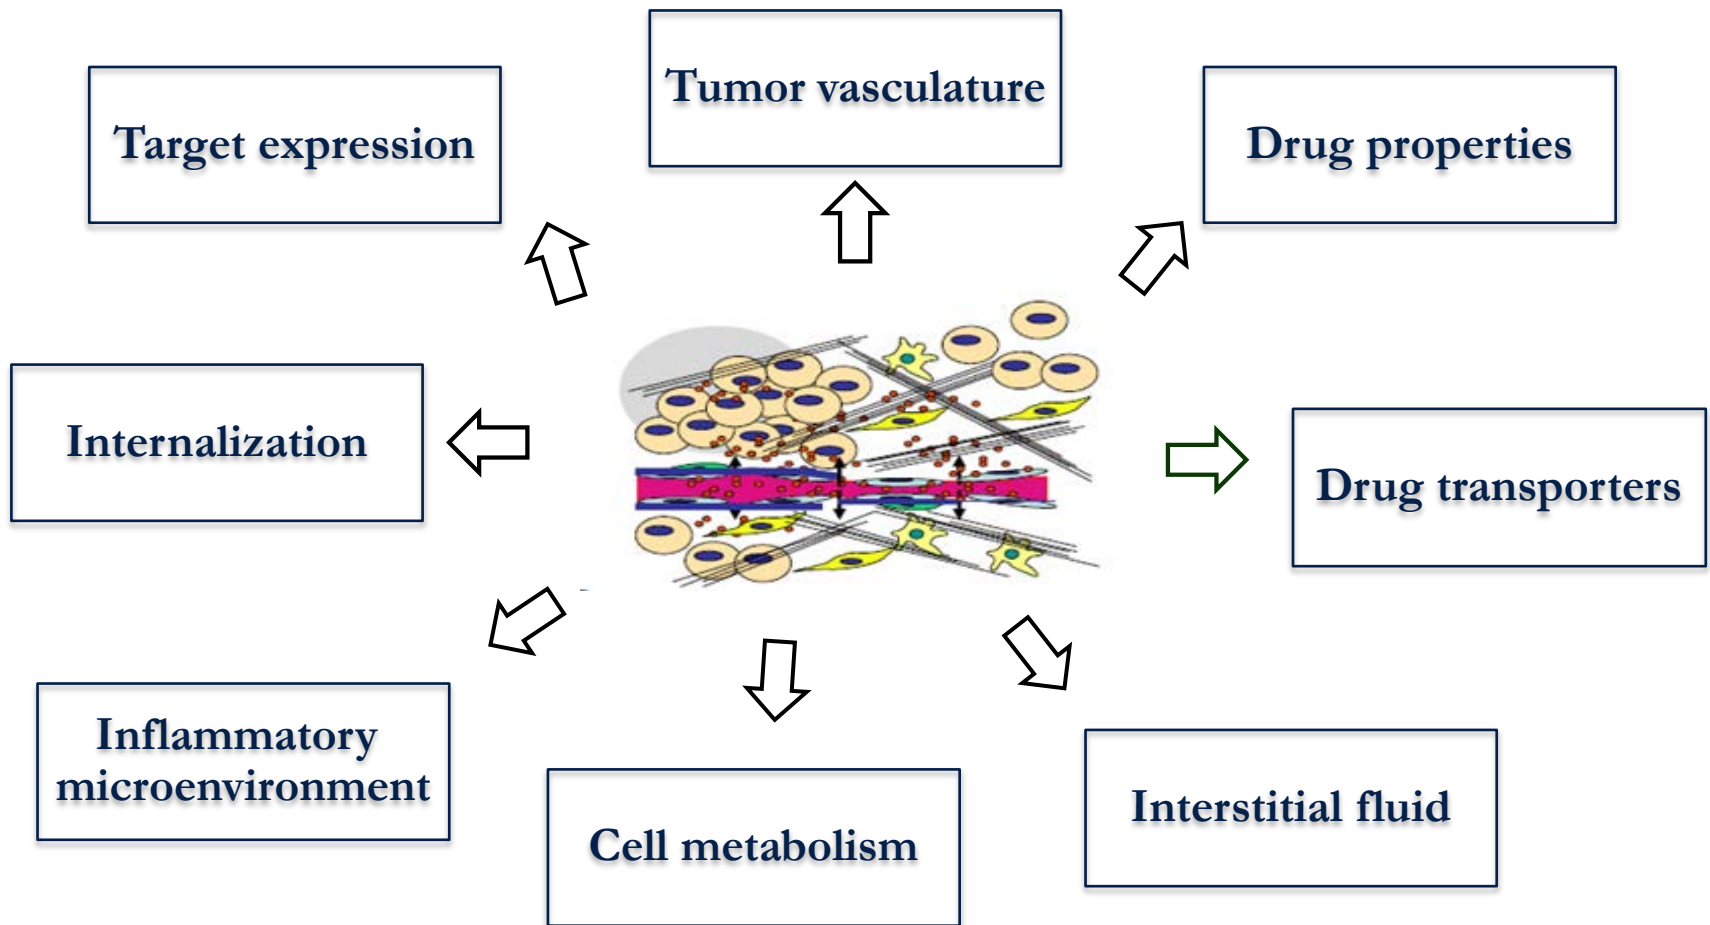 Tumor vasculature
Target expression
Drug properties
Internalization
Drug transporters
Inflammatory
microenvironment
Interstitial fluid
Cell metabolism